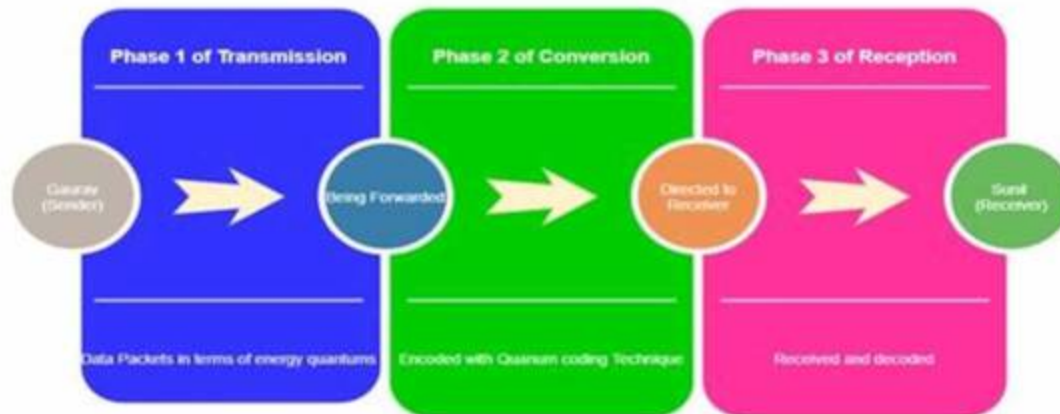 Phase 1 of Transmission
Phase 2 of Conversion
Phase 3 of Reception
Gaurav
(Sender)
Being Forwarded
Directed to
Receiver
Sunil
(Receiver)
Data Packets in terms of energy quantums
Encoded with Quanum coding Technique
Received and decoded